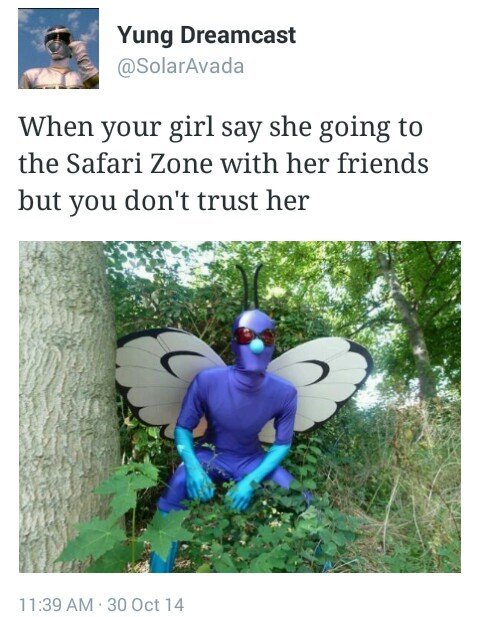 Yung Dreamcast
@SolarAvada
When your girl say she going to
the Safari Zone with her friends
but you don't trust her
11:39 AM · 30 Oct 14